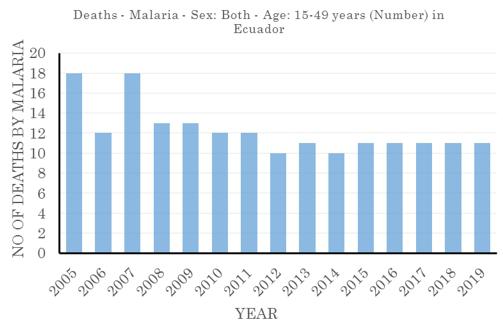 Deaths - Malaria - Sex: Both - Age: 15-49 years (Number) in
Ecuador
NO OF DEATHS BY MALARIA
20
18
16
14
12
10
8
6
4
2
0
2005 2006 2007 2008 2009 2010 2011 2012 2013 2014 2015 2016 2017 2018 2019
YEAR